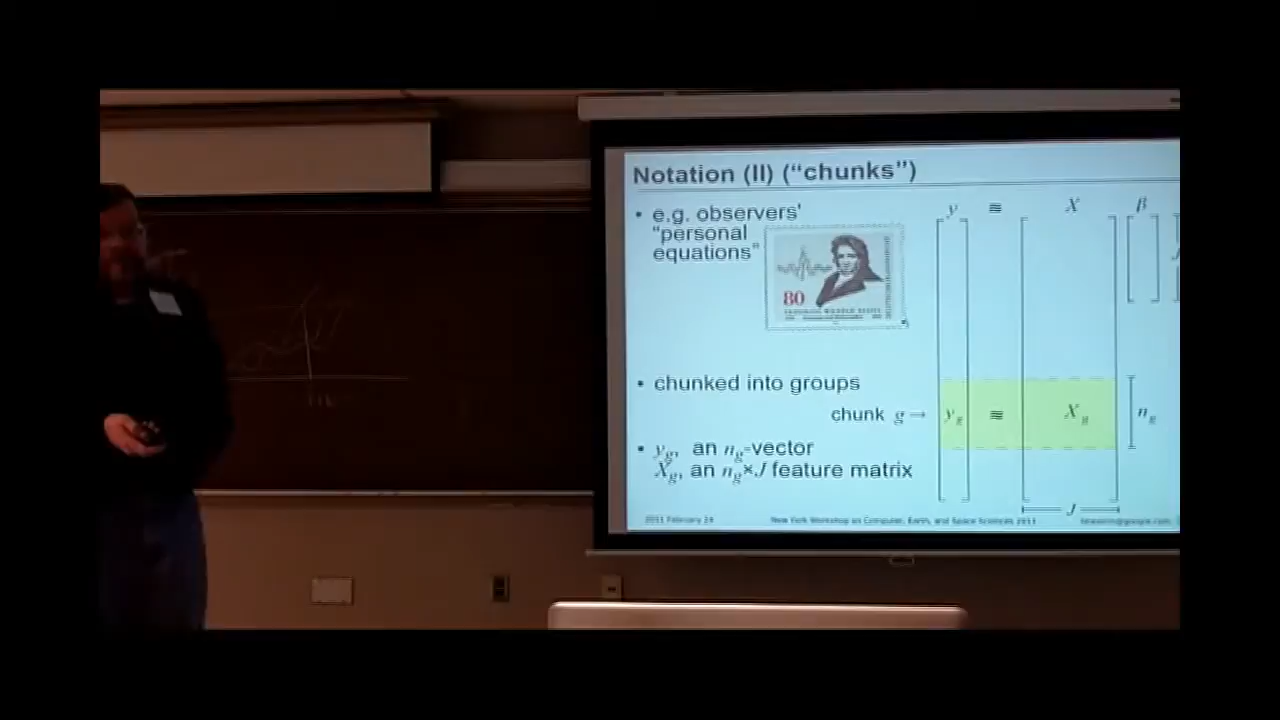 Notation (II) ("chunks")
• e.g. observers'
"personal
equations"
80
y ≅ X β
• chunked into groups
chunk g → y_g ≅ X_g n_g
• y_g, an n_g-vector
X_g, an n_g×J feature matrix
J
2011 February 24 New York Workshop on Computer, Earth, and Space Sciences 2011